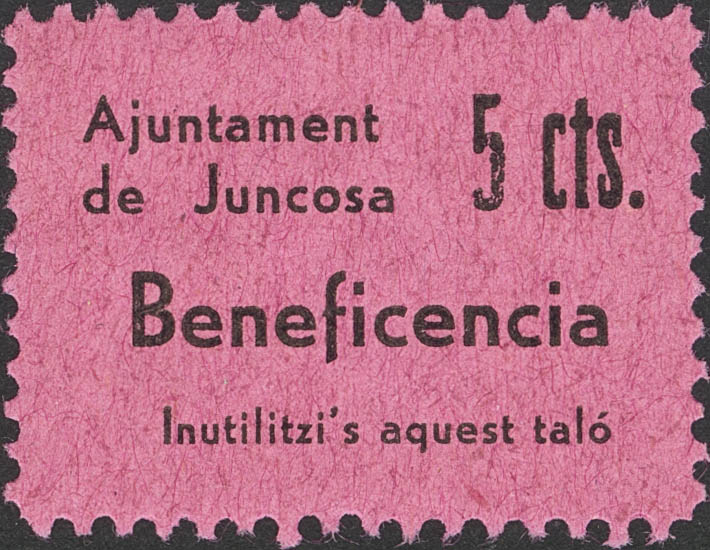 Ajuntament
de Juncosa
5 cts.
Beneficencia
Inutilitzi's aquest taló